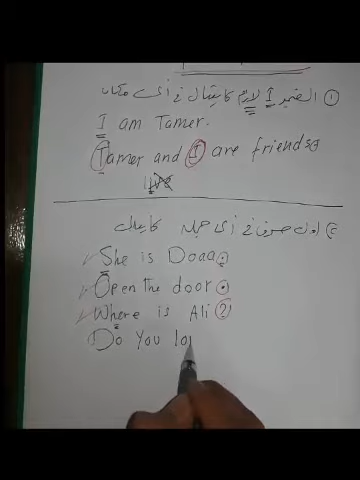 ① الضمير I لازم كابيتال في أي مكان
I am Tamer.
Tamer and I are friends.
② أول حرف في أي جملة كابيتال
She is Doaa.
Open the door.
Where is Ali?
Do You lo